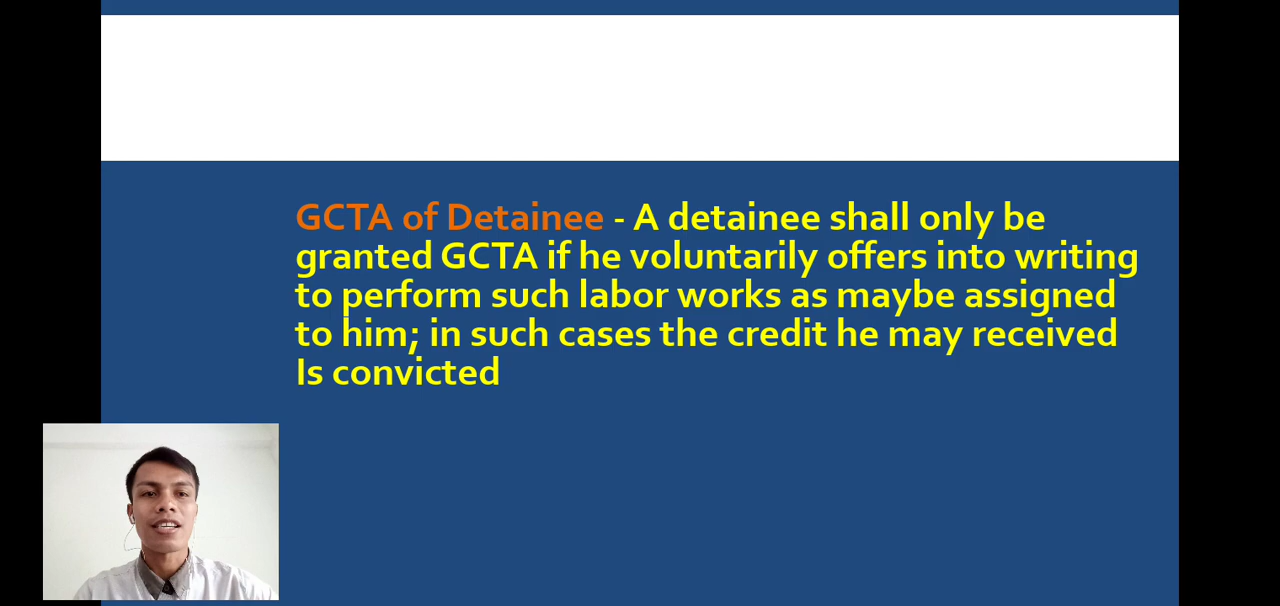 GCTA of Detainee - A detainee shall only be
granted GCTA if he voluntarily offers into writing
to perform such labor works as maybe assigned
to him; in such cases the credit he may received
Is convicted